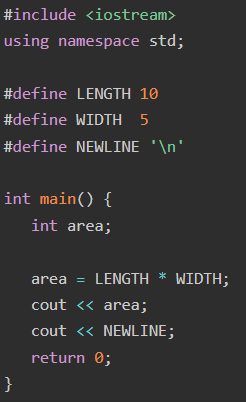 #include <iostream>
using namespace std;

#define LENGTH 10
#define WIDTH  5
#define NEWLINE '\n'

int main() {
   int area;

   area = LENGTH * WIDTH;
   cout << area;
   cout << NEWLINE;
   return 0;
}